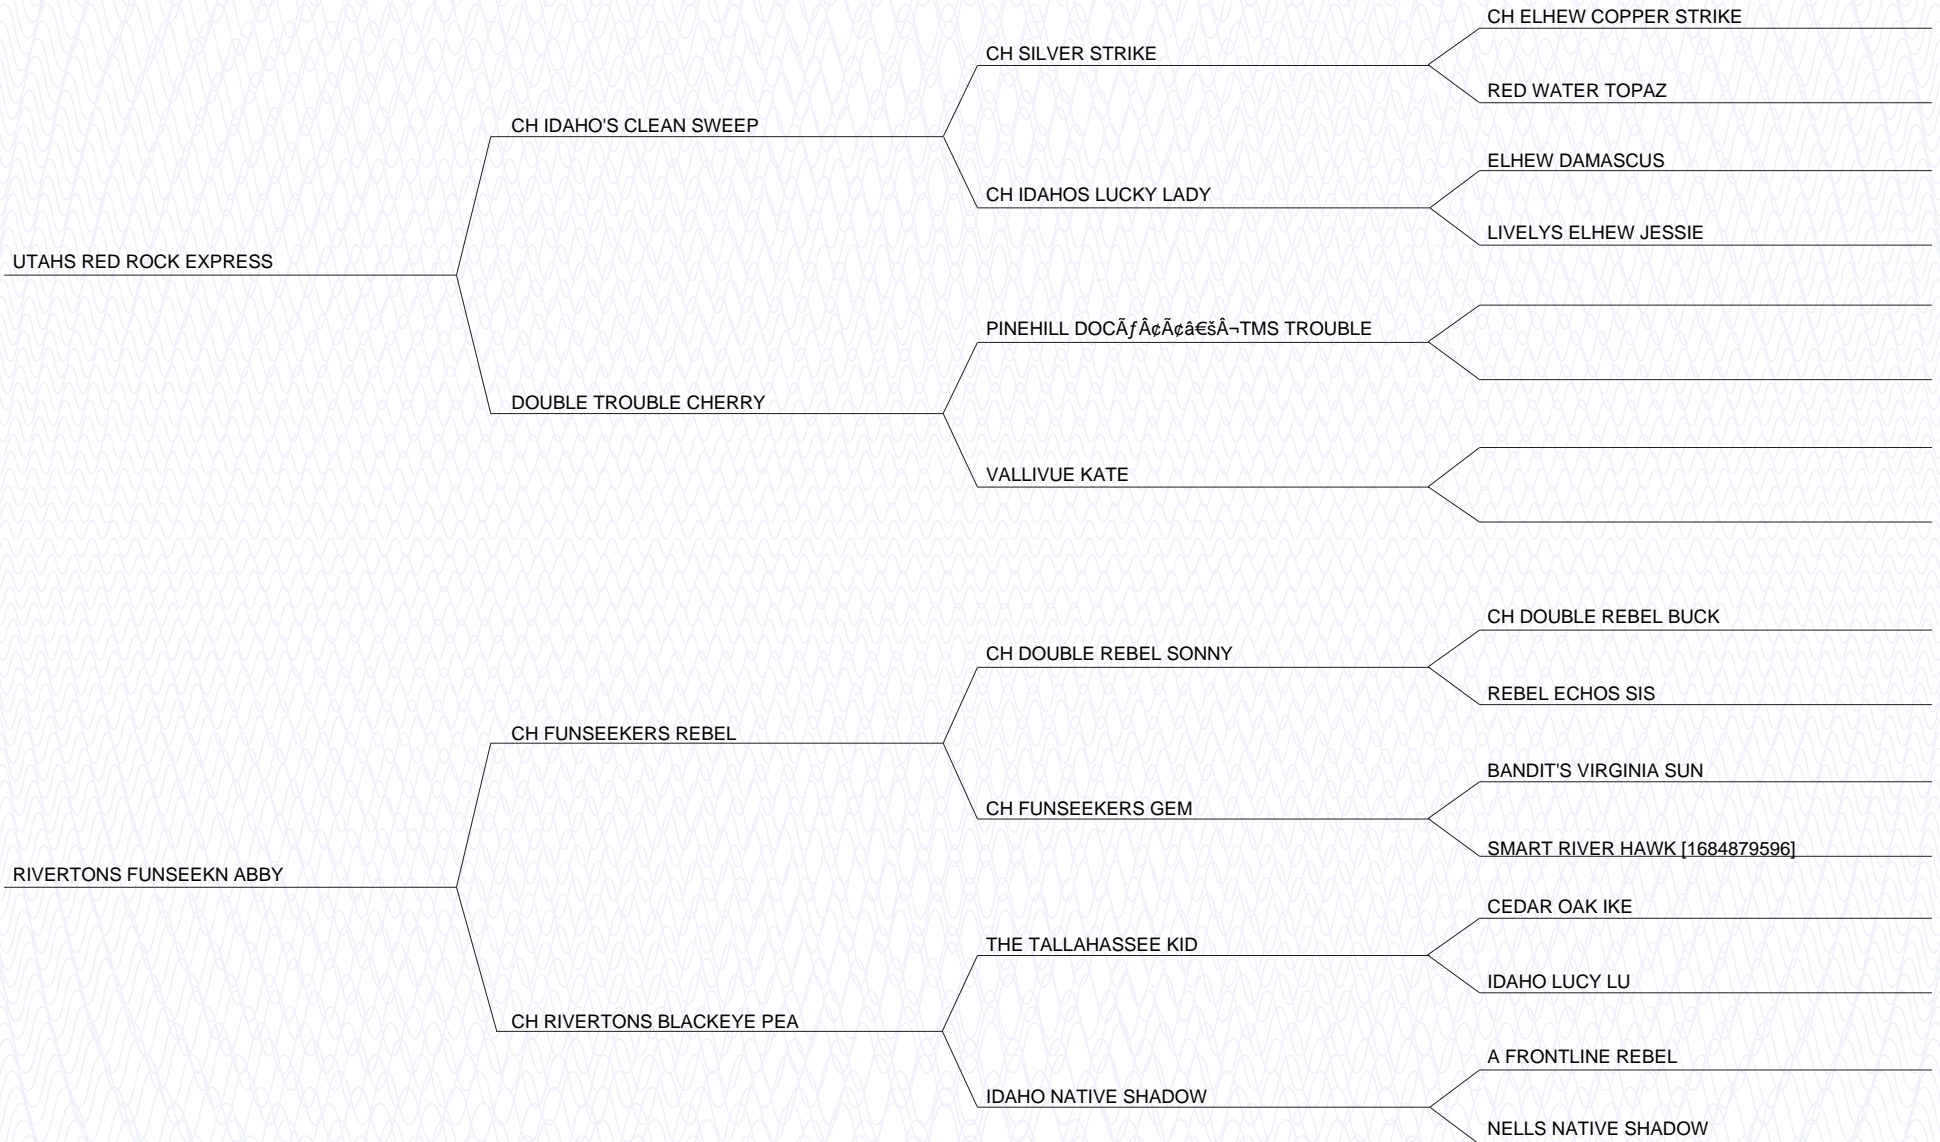 CH ELHEW COPPER STRIKE
CH SILVER STRIKE
RED WATER TOPAZ
CH IDAHO'S CLEAN SWEEP
ELHEW DAMASCUS
CH IDAHOS LUCKY LADY
LIVELYS ELHEW JESSIE
UTAHS RED ROCK EXPRESS
PINEHILL DOCÃƒÂ¢Ã¢â€šÂ¬TMS TROUBLE
DOUBLE TROUBLE CHERRY
VALLIVUE KATE
CH DOUBLE REBEL BUCK
CH DOUBLE REBEL SONNY
REBEL ECHOS SIS
CH FUNSEEKERS REBEL
BANDIT'S VIRGINIA SUN
CH FUNSEEKERS GEM
SMART RIVER HAWK [1684879596]
RIVERTONS FUNSEEKN ABBY
CEDAR OAK IKE
THE TALLAHASSEE KID
IDAHO LUCY LU
CH RIVERTONS BLACKEYE PEA
A FRONTLINE REBEL
IDAHO NATIVE SHADOW
NELLS NATIVE SHADOW